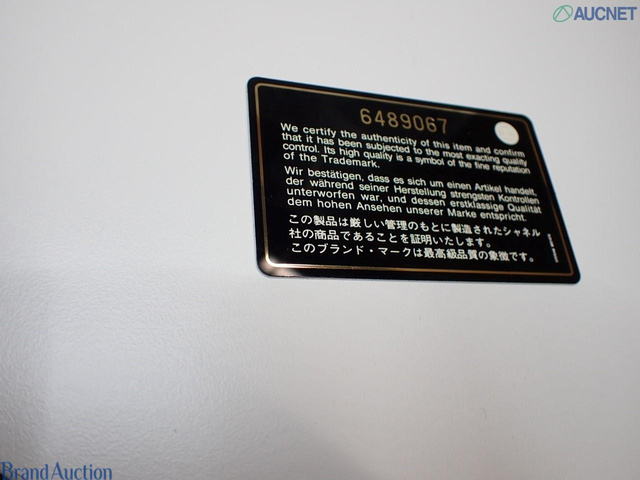 AUCNET
6489067
We certify the authenticity of this item and confirm
that it has been subjected to the most exacting quality
control. Its high quality is a symbol of the fine reputation
of the Trademark.
Wir bestätigen, dass es sich um einen Artikel handelt,
der während seiner Herstellung strengsten Kontrollen
unterworfen war, und dessen erstklassige Qualität
dem hohen Ansehen unserer Marke entspricht.
この製品は厳しい管理のもとに製造されたシャネル
社の商品であることを証明いたします。
このブランド・マークは最高級品質の象徴です。
Brand Auction